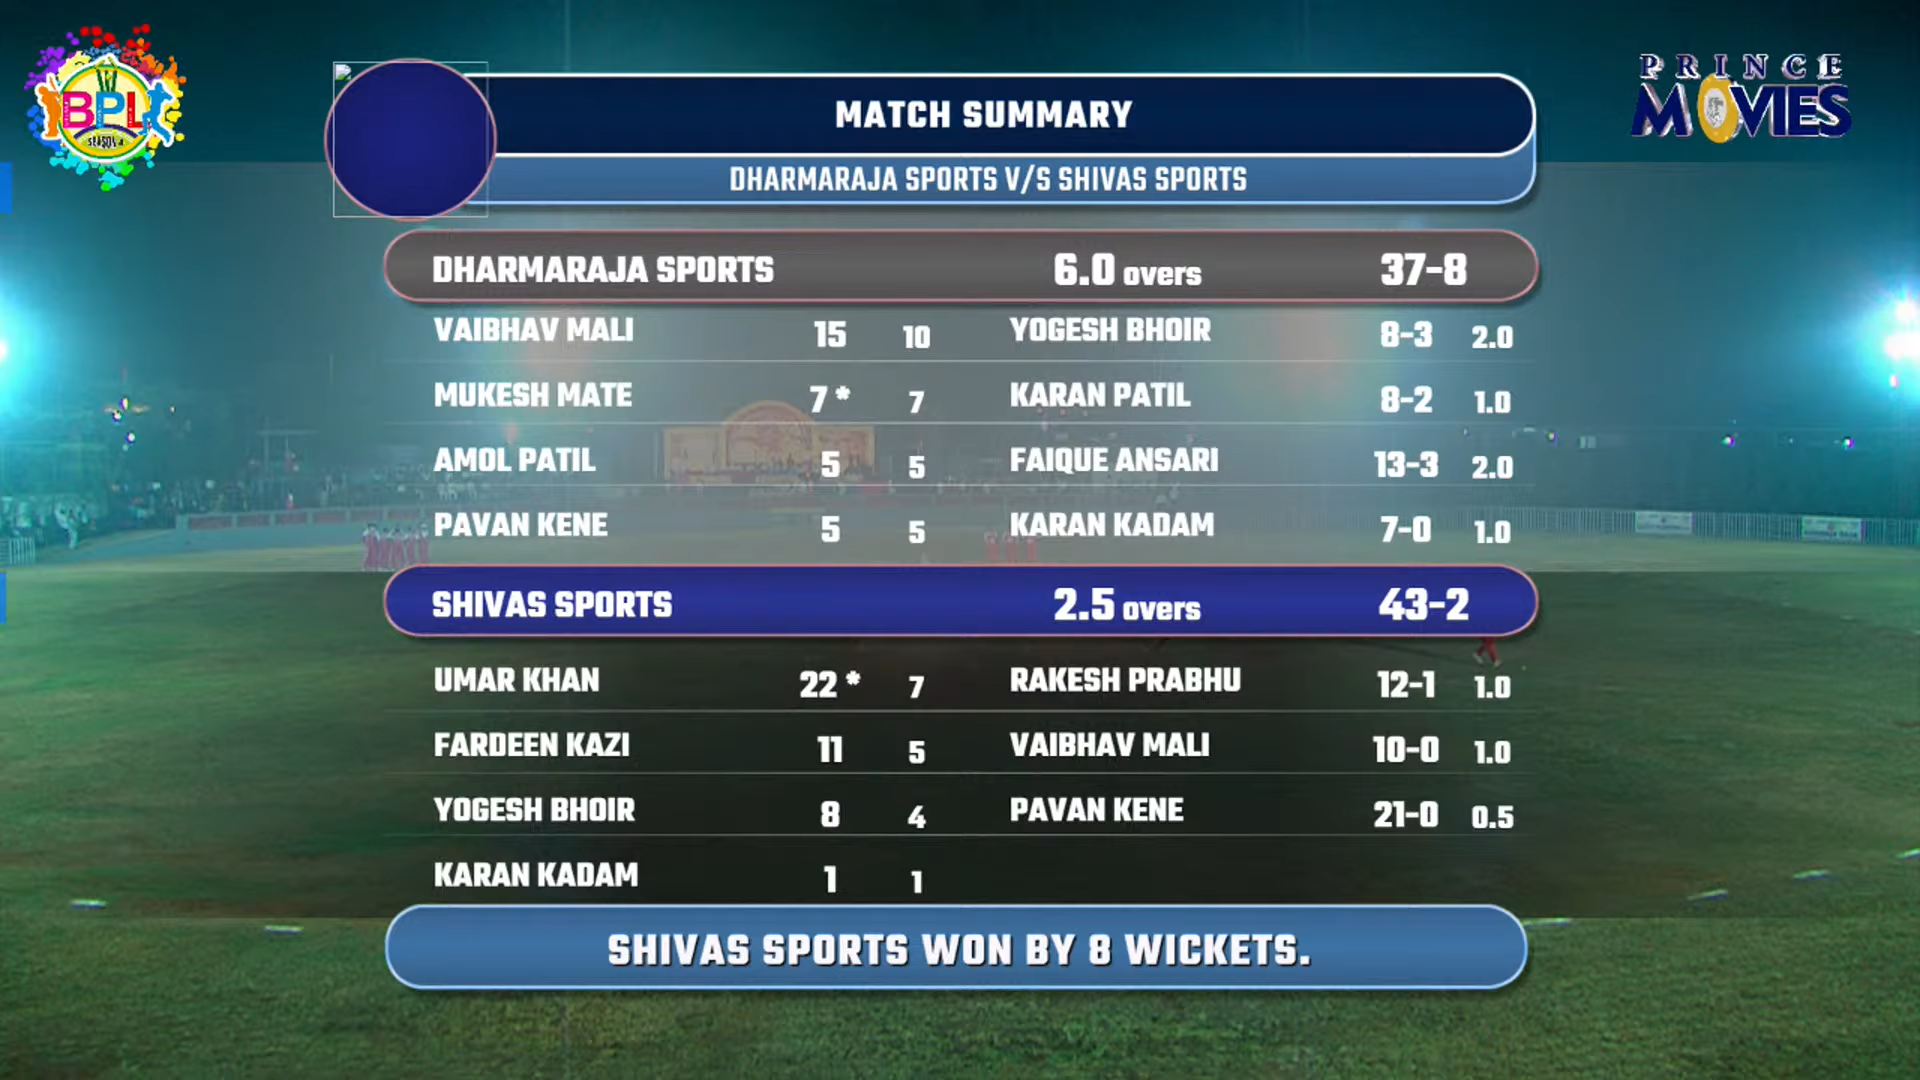 BPL
SEASON 4
PRINCE
MOVIES
MATCH SUMMARY
DHARMARAJA SPORTS V/S SHIVAS SPORTS
DHARMARAJA SPORTS 6.0 overs 37-8
VAIBHAV MALI 15 10 YOGESH BHOIR 8-3 2.0
MUKESH MATE 7 * 7 KARAN PATIL 8-2 1.0
AMOL PATIL 5 5 FAIQUE ANSARI 13-3 2.0
PAVAN KENE 5 5 KARAN KADAM 7-0 1.0
SHIVAS SPORTS 2.5 overs 43-2
UMAR KHAN 22 * 7 RAKESH PRABHU 12-1 1.0
FARDEEN KAZI 11 5 VAIBHAV MALI 10-0 1.0
YOGESH BHOIR 8 4 PAVAN KENE 21-0 0.5
KARAN KADAM 1 1
SHIVAS SPORTS WON BY 8 WICKETS.